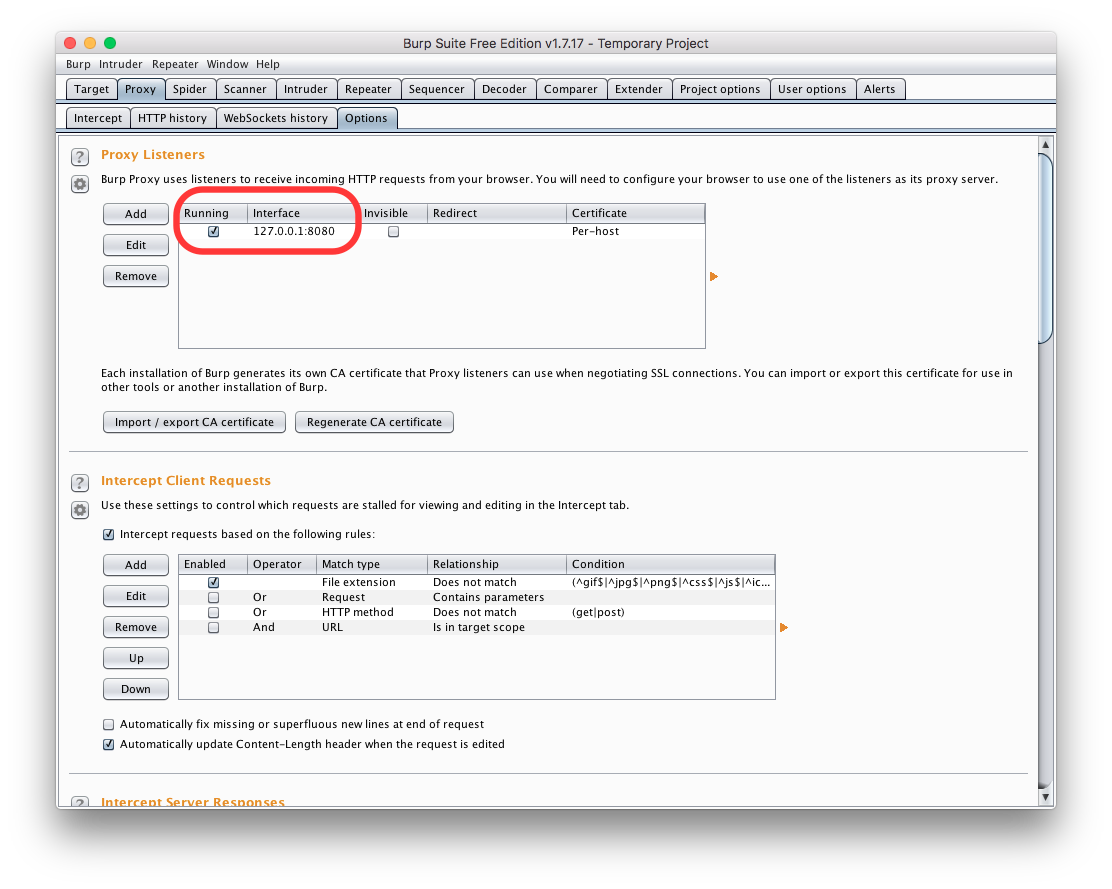 Burp Suite Free Edition v1.7.17 - Temporary Project
Burp Intruder Repeater Window Help
Target Proxy Spider Scanner Intruder Repeater Sequencer Decoder Comparer Extender Project options User options Alerts
Intercept HTTP history WebSockets history Options
? Proxy Listeners
Burp Proxy uses listeners to receive incoming HTTP requests from your browser. You will need to configure your browser to use one of the listeners as its proxy server.
Add Running Interface Invisible Redirect Certificate
127.0.0.1:8080 Per-host
Edit
Remove
Each installation of Burp generates its own CA certificate that Proxy listeners can use when negotiating SSL connections. You can import or export this certificate for use in
other tools or another installation of Burp.
Import / export CA certificate Regenerate CA certificate
? Intercept Client Requests
Use these settings to control which requests are stalled for viewing and editing in the Intercept tab.
Intercept requests based on the following rules:
Add Enabled Operator Match type Relationship Condition
File extension Does not match (^gif$|^jpg$|^png$|^css$|^js$|^ic...
Edit Or Request Contains parameters
Or HTTP method Does not match (get|post)
Remove And URL Is in target scope
Up
Down
Automatically fix missing or superfluous new lines at end of request
Automatically update Content-Length header when the request is edited
? Intercept Server Responses